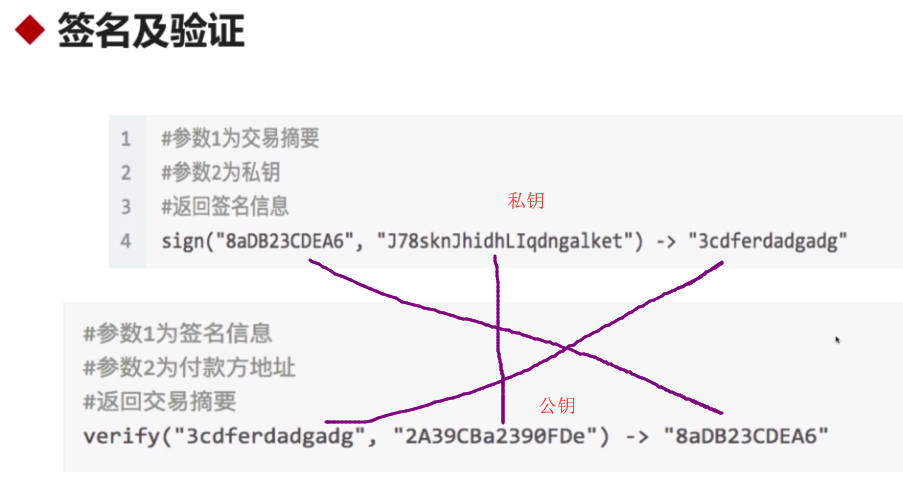 签名及验证
1 #参数1为交易摘要
2 #参数2为私钥
3 #返回签名信息
私钥
4 sign("8aDB23CDEA6", "J78sknJhidhLIqdngalket") -> "3cdferdadgadg"
#参数1为签名信息
#参数2为付款方地址
#返回交易摘要
公钥
verify("3cdferdadgadg", "2A39CBa2390FDe") -> "8aDB23CDEA6"